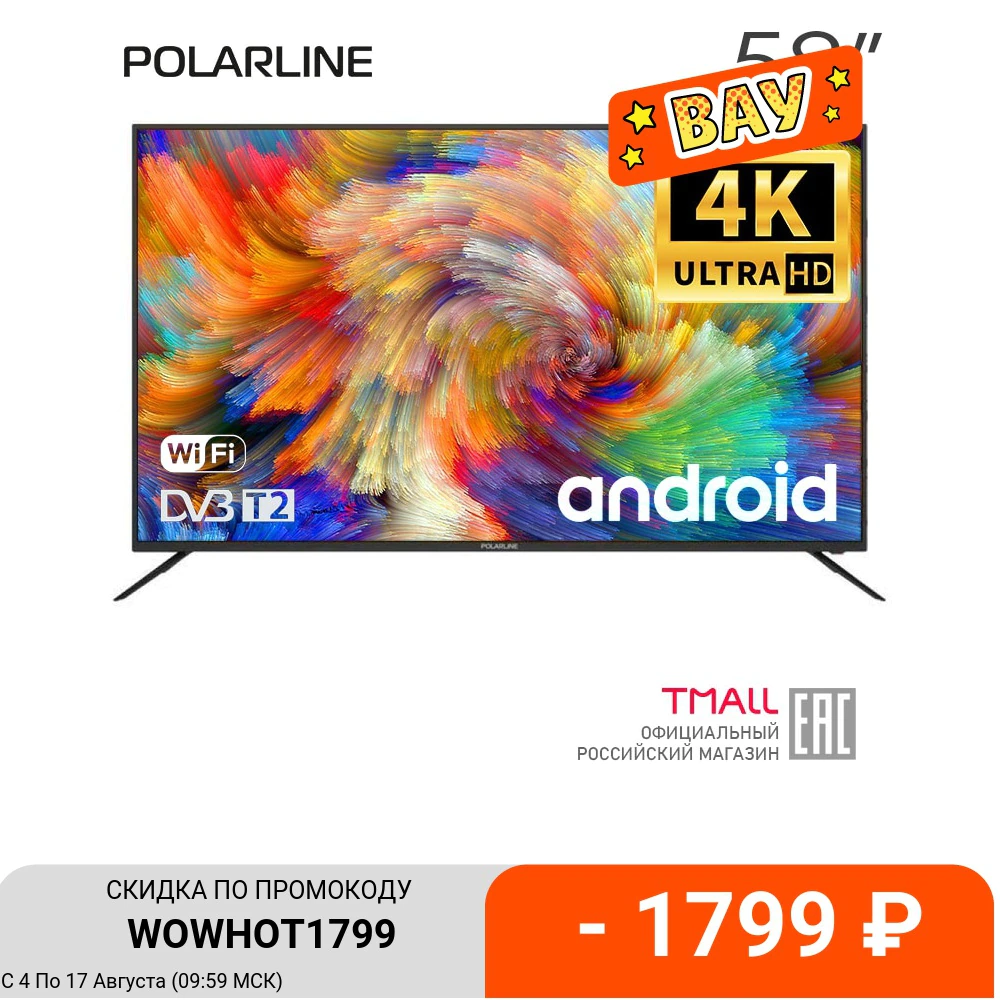 POLARLINE
ВАУ
4K
ULTRA HD
WiFi
DVB T2
android
POLARLINE
TMALL
ОФИЦИАЛЬНЫЙ
РОССИЙСКИЙ МАГАЗИН
EAC
СКИДКА ПО ПРОМОКОДУ
WOWHOT1799
С 4 По 17 Августа (09:59 МСК)
- 1799 ₽